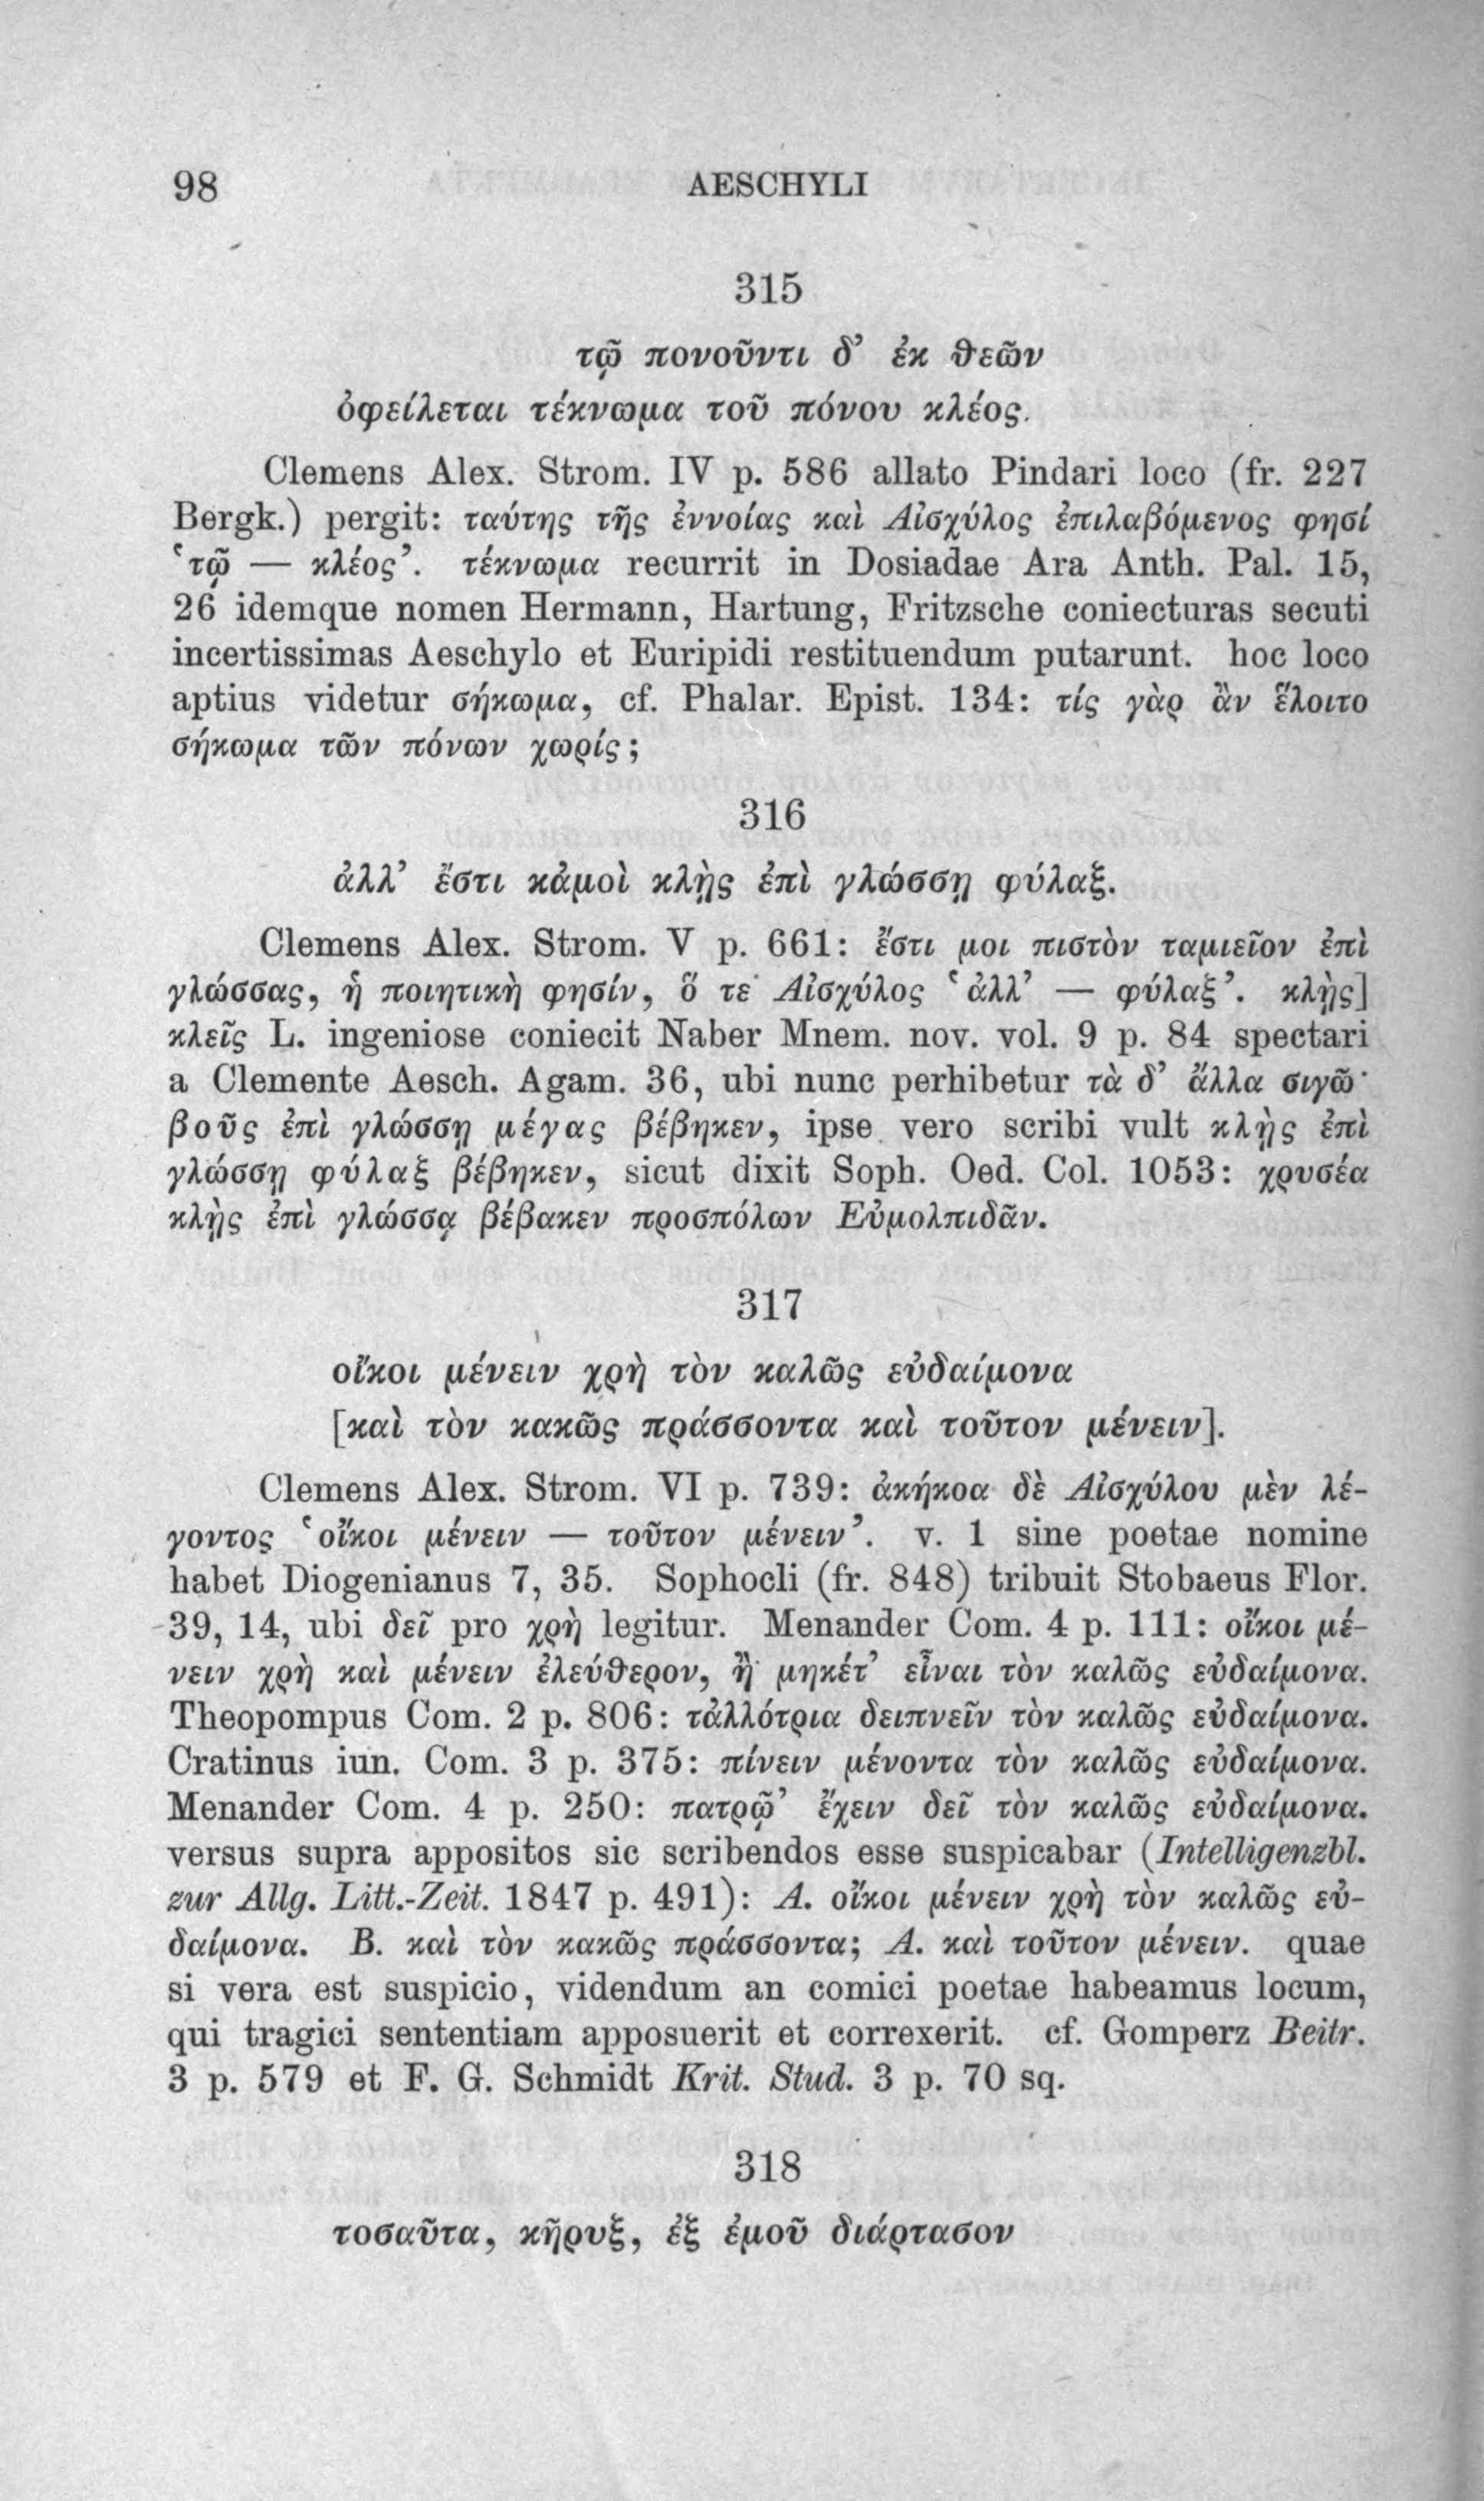 98
AESCHYLI
315
τῷ πονοῦντι δ’ ἐκ ϑεῶν
ὀφείλεται τέκνωμα τοῦ πόνου κλέος.
Clemens Alex. Strom. IV p. 586 allato Pindari loco (fr. 227
Bergk.) pergit: ταύτης τῆς ἐννοίας καὶ Αἰσχύλος ἐπιλαβόμενος φησί
‘τῷ — κλέος’. τέκνωμα recurrit in Dosiadae Ara Anth. Pal. 15,
26 idemque nomen Hermann, Hartung, Fritzsche coniecturas secuti
incertissimas Aeschylo et Euripidi restituendum putarunt. hoc loco
aptius videtur σήκωμα, cf. Phalar. Epist. 134: τίς γὰρ ἂν ἕλοιτο
σήκωμα τῶν πόνων χωρίς;
316
ἀλλ’ ἔστι κἀμοὶ κλῂς ἐπὶ γλώσσῃ φύλαξ.
Clemens Alex. Strom. V p. 661: ἔστι μοι πιστὸν ταμιεῖον ἐπὶ
γλώσσας, ἡ ποιητικὴ φησίν, ὅ τε Αἰσχύλος ‘ἀλλ’ — φύλαξ’. κλῂς]
κλεῖς L. ingeniose coniecit Naber Mnem. nov. vol. 9 p. 84 spectari
a Clemente Aesch. Agam. 36, ubi nunc perhibetur τὰ δ’ ἄλλα σιγῶ·
βοῦς ἐπὶ γλώσσῃ μέγας βέβηκεν, ipse vero scribi vult κλῂς ἐπὶ
γλώσσῃ φύλαξ βέβηκεν, sicut dixit Soph. Oed. Col. 1053: χρυσέα
κλῂς ἐπὶ γλώσσᾳ βέβακεν προσπόλων Εὐμολπιδᾶν.
317
οἴκοι μένειν χρὴ τὸν καλῶς εὐδαίμονα
[καὶ τὸν κακῶς πράσσοντα καὶ τοῦτον μένειν].
Clemens Alex. Strom. VI p. 739: ἀκήκοα δὲ Αἰσχύλου μὲν λέ-
γοντος ‘οἴκοι μένειν — τοῦτον μένειν’. v. 1 sine poetae nomine
habet Diogenianus 7, 35. Sophocli (fr. 848) tribuit Stobaeus Flor.
39, 14, ubi δεῖ pro χρὴ legitur. Menander Com. 4 p. 111: οἴκοι μέ-
νειν χρὴ καὶ μένειν ἐλεύϑερον, ἢ μηκέτ’ εἶναι τὸν καλῶς εὐδαίμονα.
Theopompus Com. 2 p. 806: τἀλλότρια δειπνεῖν τὸν καλῶς εὐδαίμονα.
Cratinus iun. Com. 3 p. 375: πίνειν μένοντα τὸν καλῶς εὐδαίμονα.
Menander Com. 4 p. 250: πατρῷ’ ἔχειν δεῖ τὸν καλῶς εὐδαίμονα.
versus supra appositos sic scribendos esse suspicabar (Intelligenzbl.
zur Allg. Litt.-Zeit. 1847 p. 491): Α. οἴκοι μένειν χρὴ τὸν καλῶς εὐ-
δαίμονα. Β. καὶ τὸν κακῶς πράσσοντα; Α. καὶ τοῦτον μένειν. quae
si vera est suspicio, videndum an comici poetae habeamus locum,
qui tragici sententiam apposuerit et correxerit. cf. Gomperz Beitr.
3 p. 579 et F. G. Schmidt Krit. Stud. 3 p. 70 sq.
318
τοσαῦτα, κῆρυξ, ἐξ ἐμοῦ διάρτασον